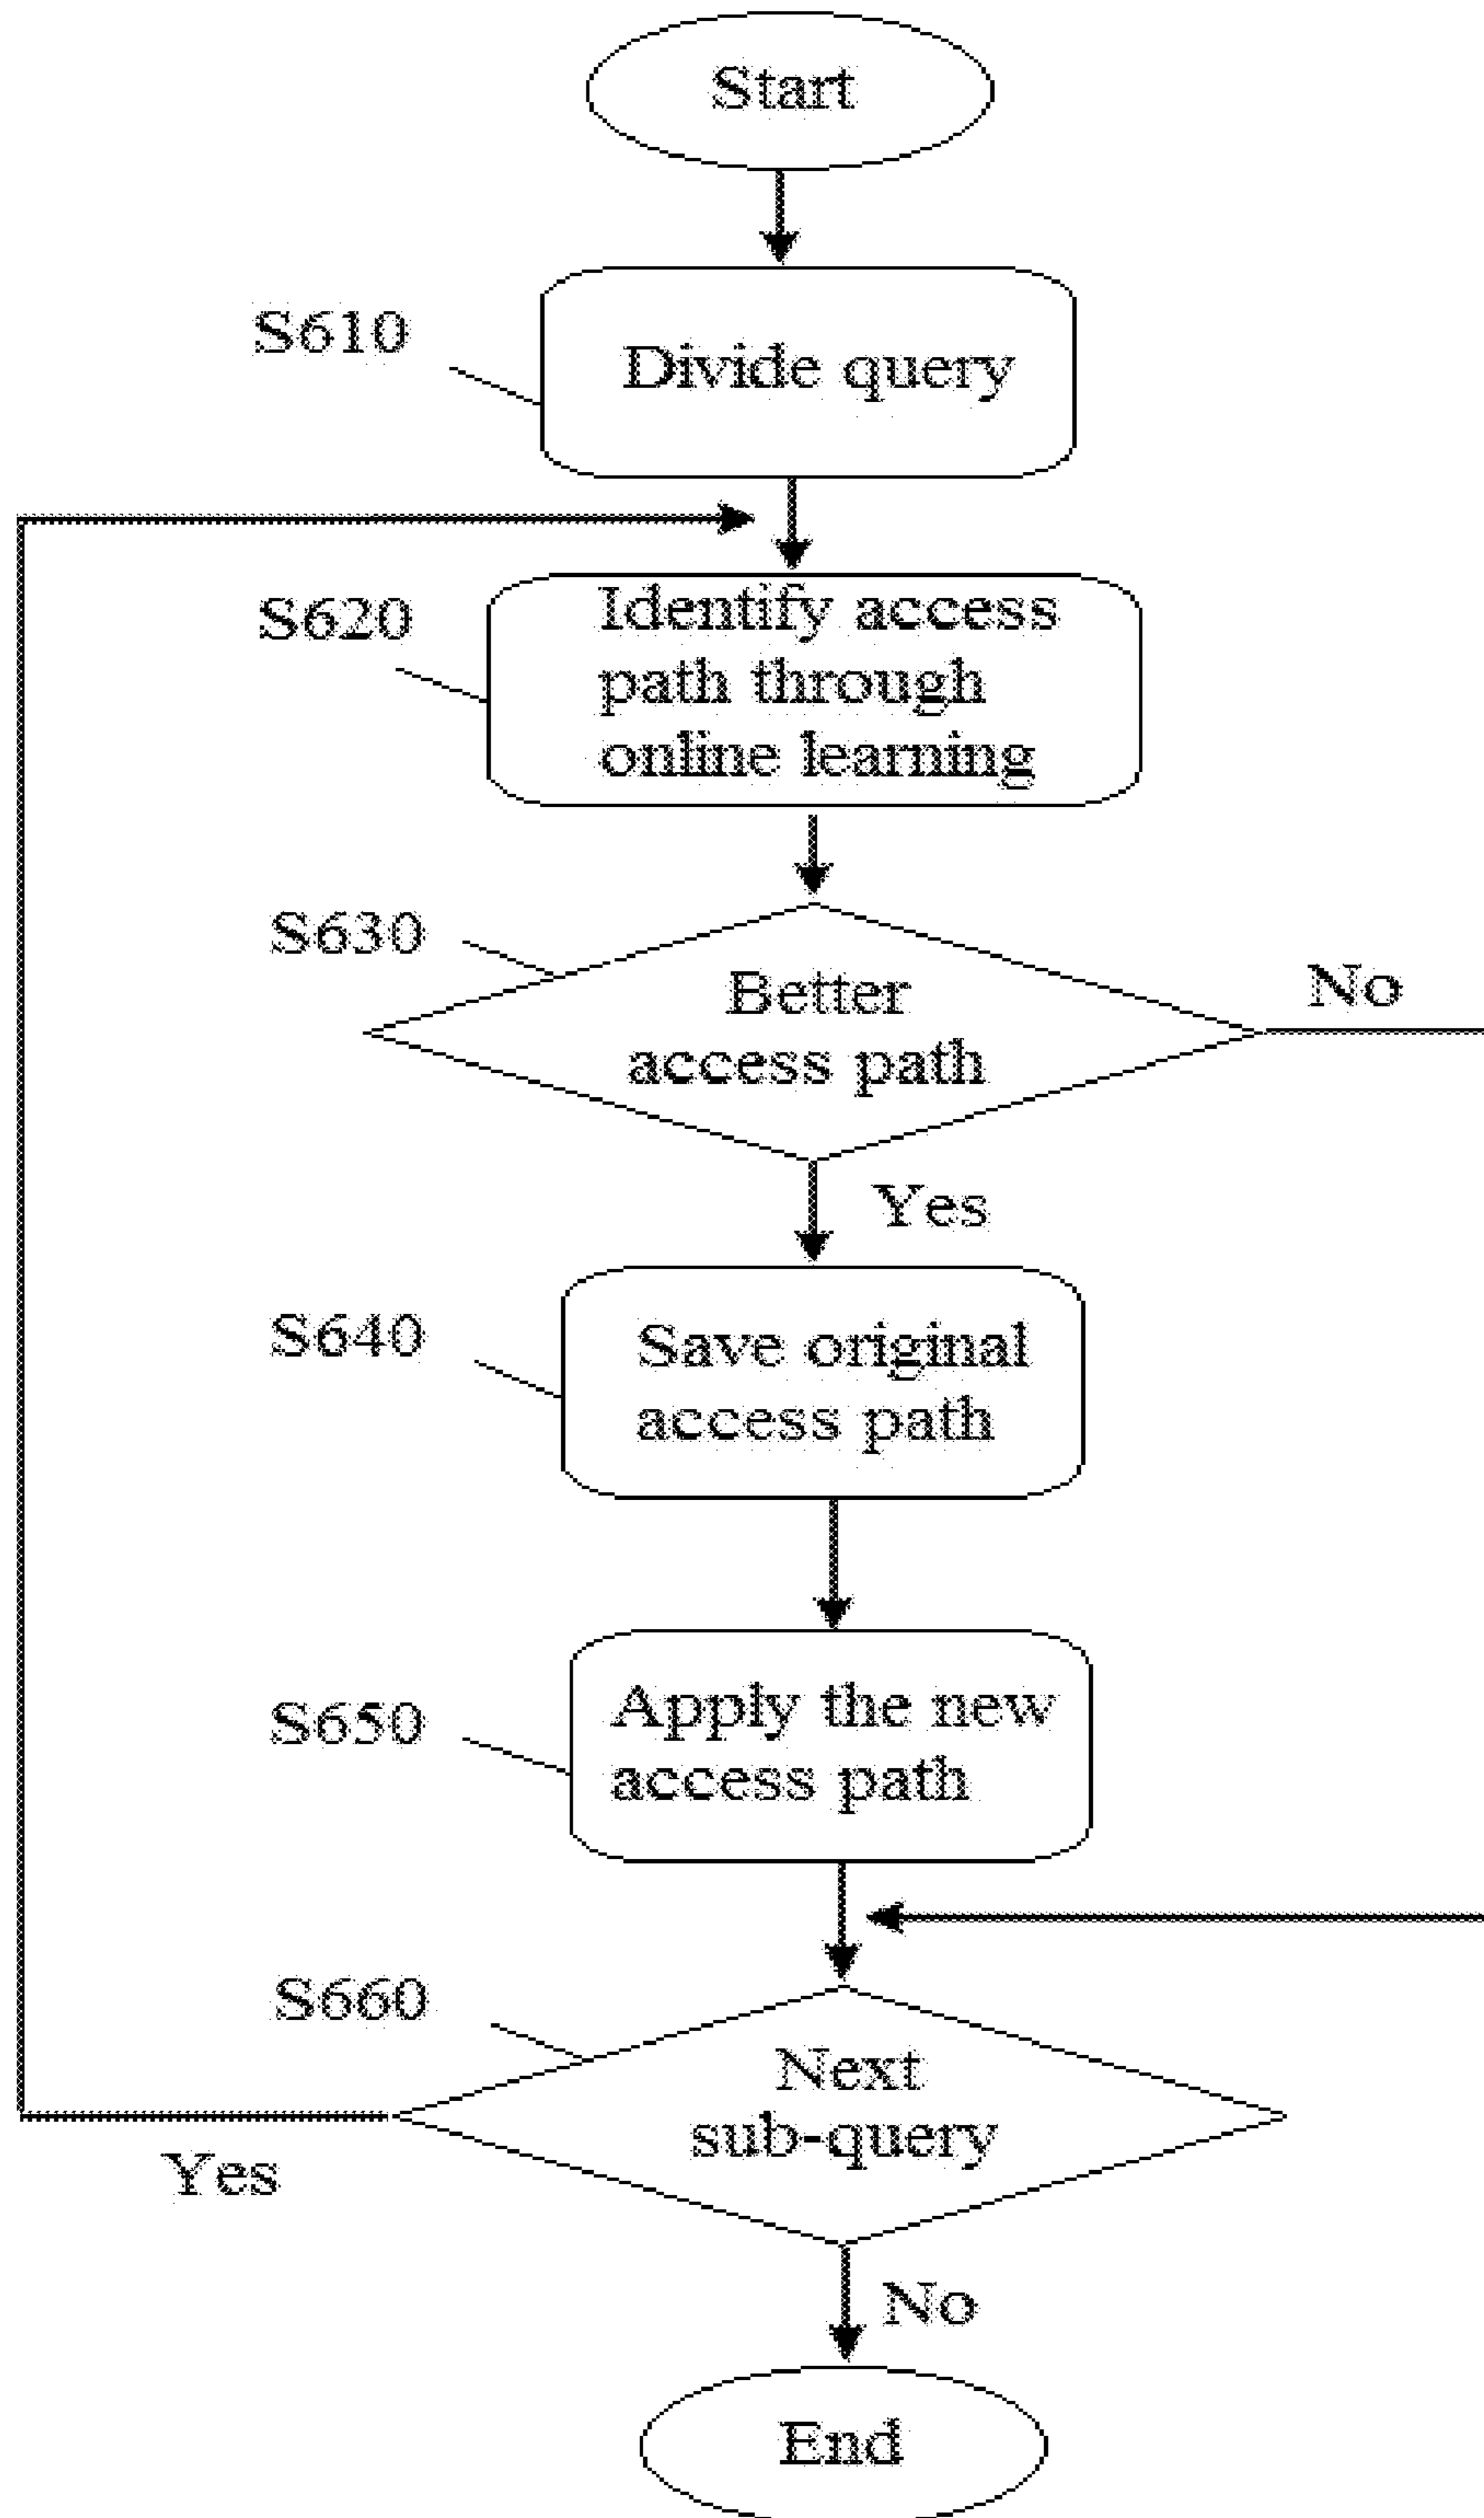 Start
S610
Divide query
S620
Identify access
path through
online learning
S630
Better
access path
No
Yes
S640
Save original
access path
S650
Apply the new
access path
S660
Next
sub-query
Yes
No
End